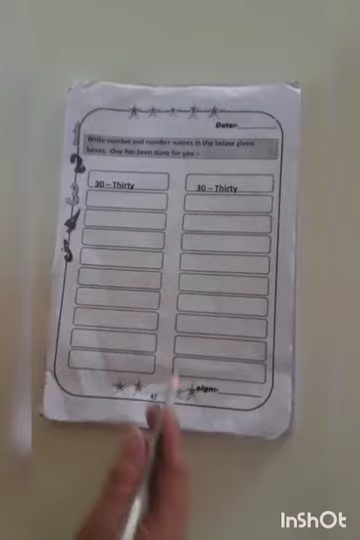 Date:-
Write number and number names in the below given
boxes. One has been done for you :-
30 – Thirty
30 – Thirty
sign:-
47
InShOt